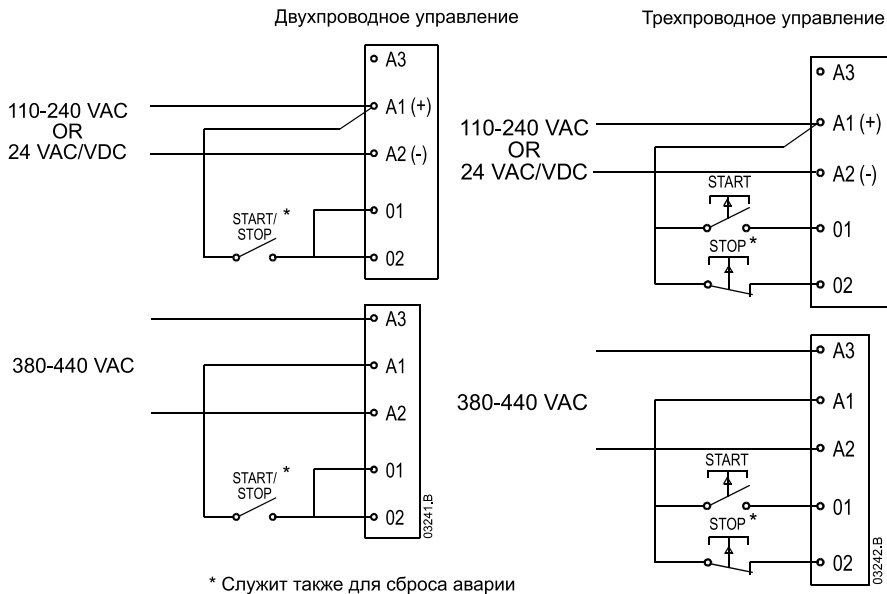 Двухпроводное управление
A3
110-240 VAC
OR
24 VAC/VDC
A1 (+)
A2 (-)
START/
STOP
*
01
02
380-440 VAC
A3
A1
A2
START/
STOP
*
01
02
03241.B
Трехпроводное управление
A3
110-240 VAC
OR
24 VAC/VDC
A1 (+)
A2 (-)
START
01
STOP *
02
380-440 VAC
A3
A1
A2
START
01
STOP *
02
03242.B
* Служит также для сброса аварии